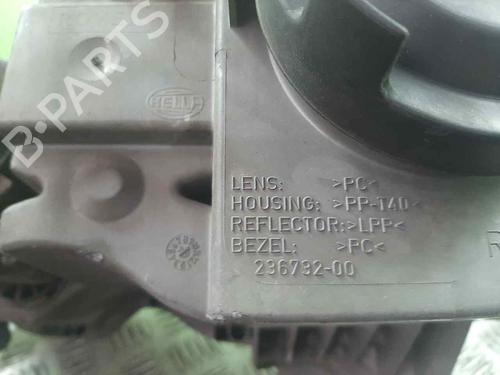 B-PARTS
HELLA
LENS: >PC<
HOUSING: >PP-T40<
REFLECTOR:>LPP<
BEZEL: >PC<
236732-00